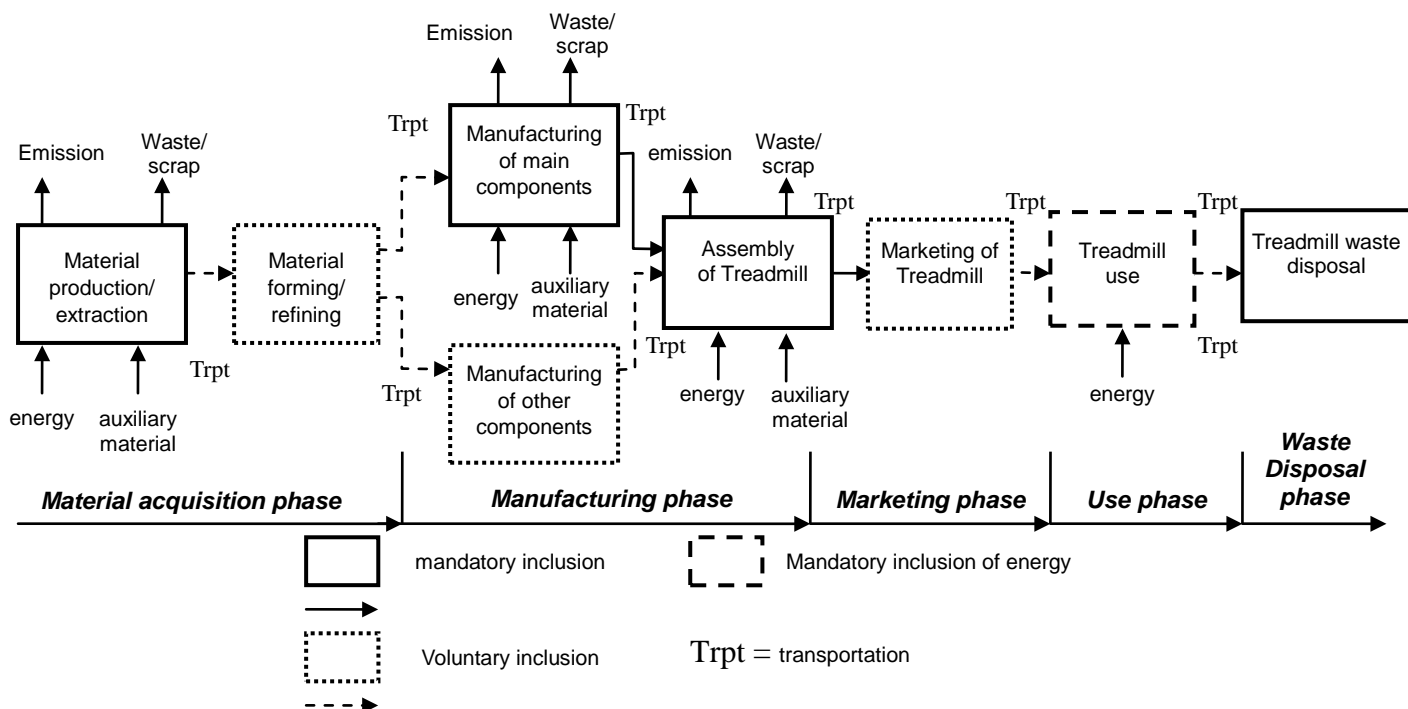 Emission
Waste/
scrap
Trpt
Trpt
Manufacturing
of main
components
energy
auxiliary
material
Emission
Waste/
scrap
Material
production/
extraction
energy
auxiliary
material
Trpt
Material
forming/
refining
Trpt
Manufacturing
of other
components
Trpt
emission
Waste/
scrap
Assembly
of Treadmill
energy
auxiliary
material
Trpt
Marketing of
Treadmill
Trpt
Treadmill
use
energy
Trpt
Trpt
Treadmill waste
disposal
Material acquisition phase
Manufacturing phase
Marketing phase
Use phase
Waste
Disposal
phase
mandatory inclusion
Mandatory inclusion of energy
Voluntary inclusion
Trpt = transportation